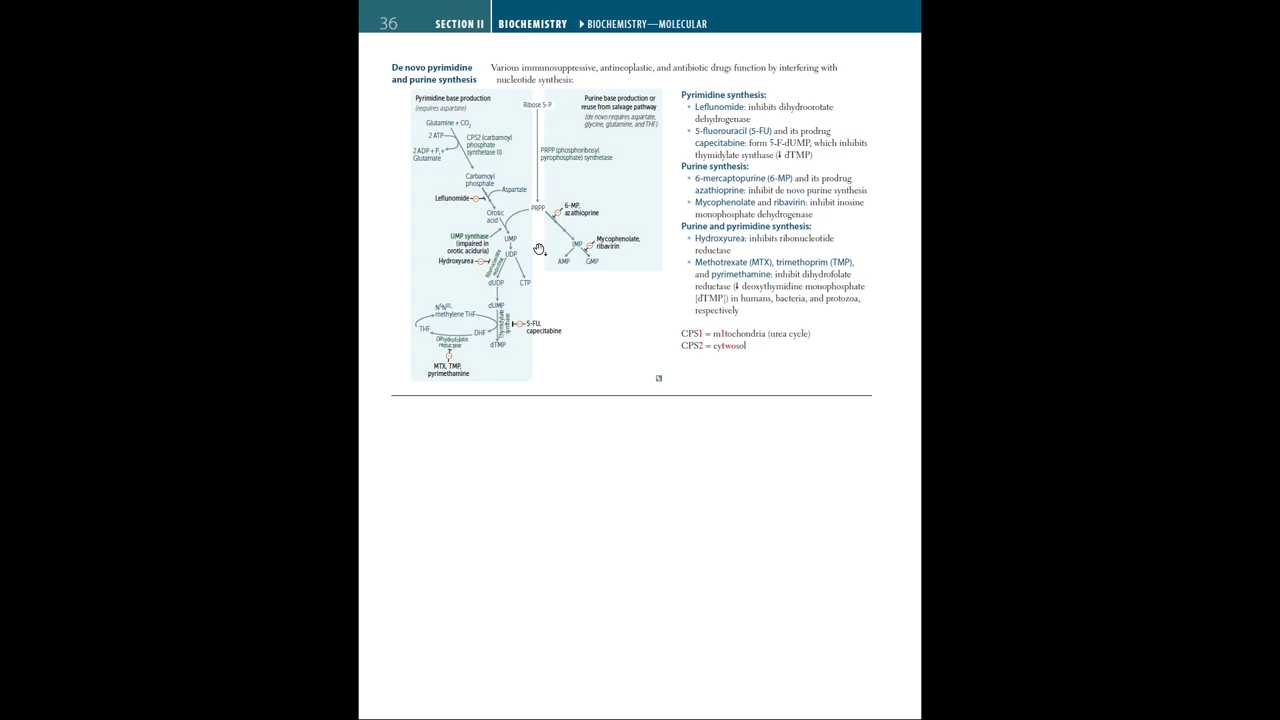 36 SECTION II BIOCHEMISTRY ▶ BIOCHEMISTRY—MOLECULAR
De novo pyrimidine
and purine synthesis
Various immunosuppressive, antineoplastic, and antibiotic drugs function by interfering with
nucleotide synthesis:
Pyrimidine base production
(requires aspartate)
Glutamine + CO2
2 ATP
CPS2 (carbamoyl
phosphate
synthetase II)
2 ADP + Pi +
Glutamate
Carbamoyl
phosphate
Aspartate
Leflunomide
Orotic
acid
UMP synthase
(impaired in
orotic aciduria)
UMP
Hydroxyurea
UDP
Ribonucleotide
reductase
dUDP
CTP
dUMP
N5N10-
methylene THF
THF
DHF
Dihydrofolate
reductase
Thymidylate
synthase
5-FU,
capecitabine
dTMP
MTX, TMP,
pyrimethamine
Ribose 5-P
Purine base production or
reuse from salvage pathway
(de novo requires aspartate,
glycine, glutamine, and THF)
PRPP (phosphoribosyl
pyrophosphate) synthetase
PRPP
6-MP,
azathioprine
IMP
Mycophenolate,
ribavirin
AMP
GMP
Pyrimidine synthesis:
• Leflunomide: inhibits dihydroorotate
dehydrogenase
• 5-fluorouracil (5-FU) and its prodrug
capecitabine: form 5-F-dUMP, which inhibits
thymidylate synthase (↓ dTMP)
Purine synthesis:
• 6-mercaptopurine (6-MP) and its prodrug
azathioprine: inhibit de novo purine synthesis
• Mycophenolate and ribavirin: inhibit inosine
monophosphate dehydrogenase
Purine and pyrimidine synthesis:
• Hydroxyurea: inhibits ribonucleotide
reductase
• Methotrexate (MTX), trimethoprim (TMP),
and pyrimethamine: inhibit dihydrofolate
reductase (↓ deoxythymidine monophosphate
[dTMP]) in humans, bacteria, and protozoa,
respectively
CPS1 = m1tochondria (urea cycle)
CPS2 = cytwosol